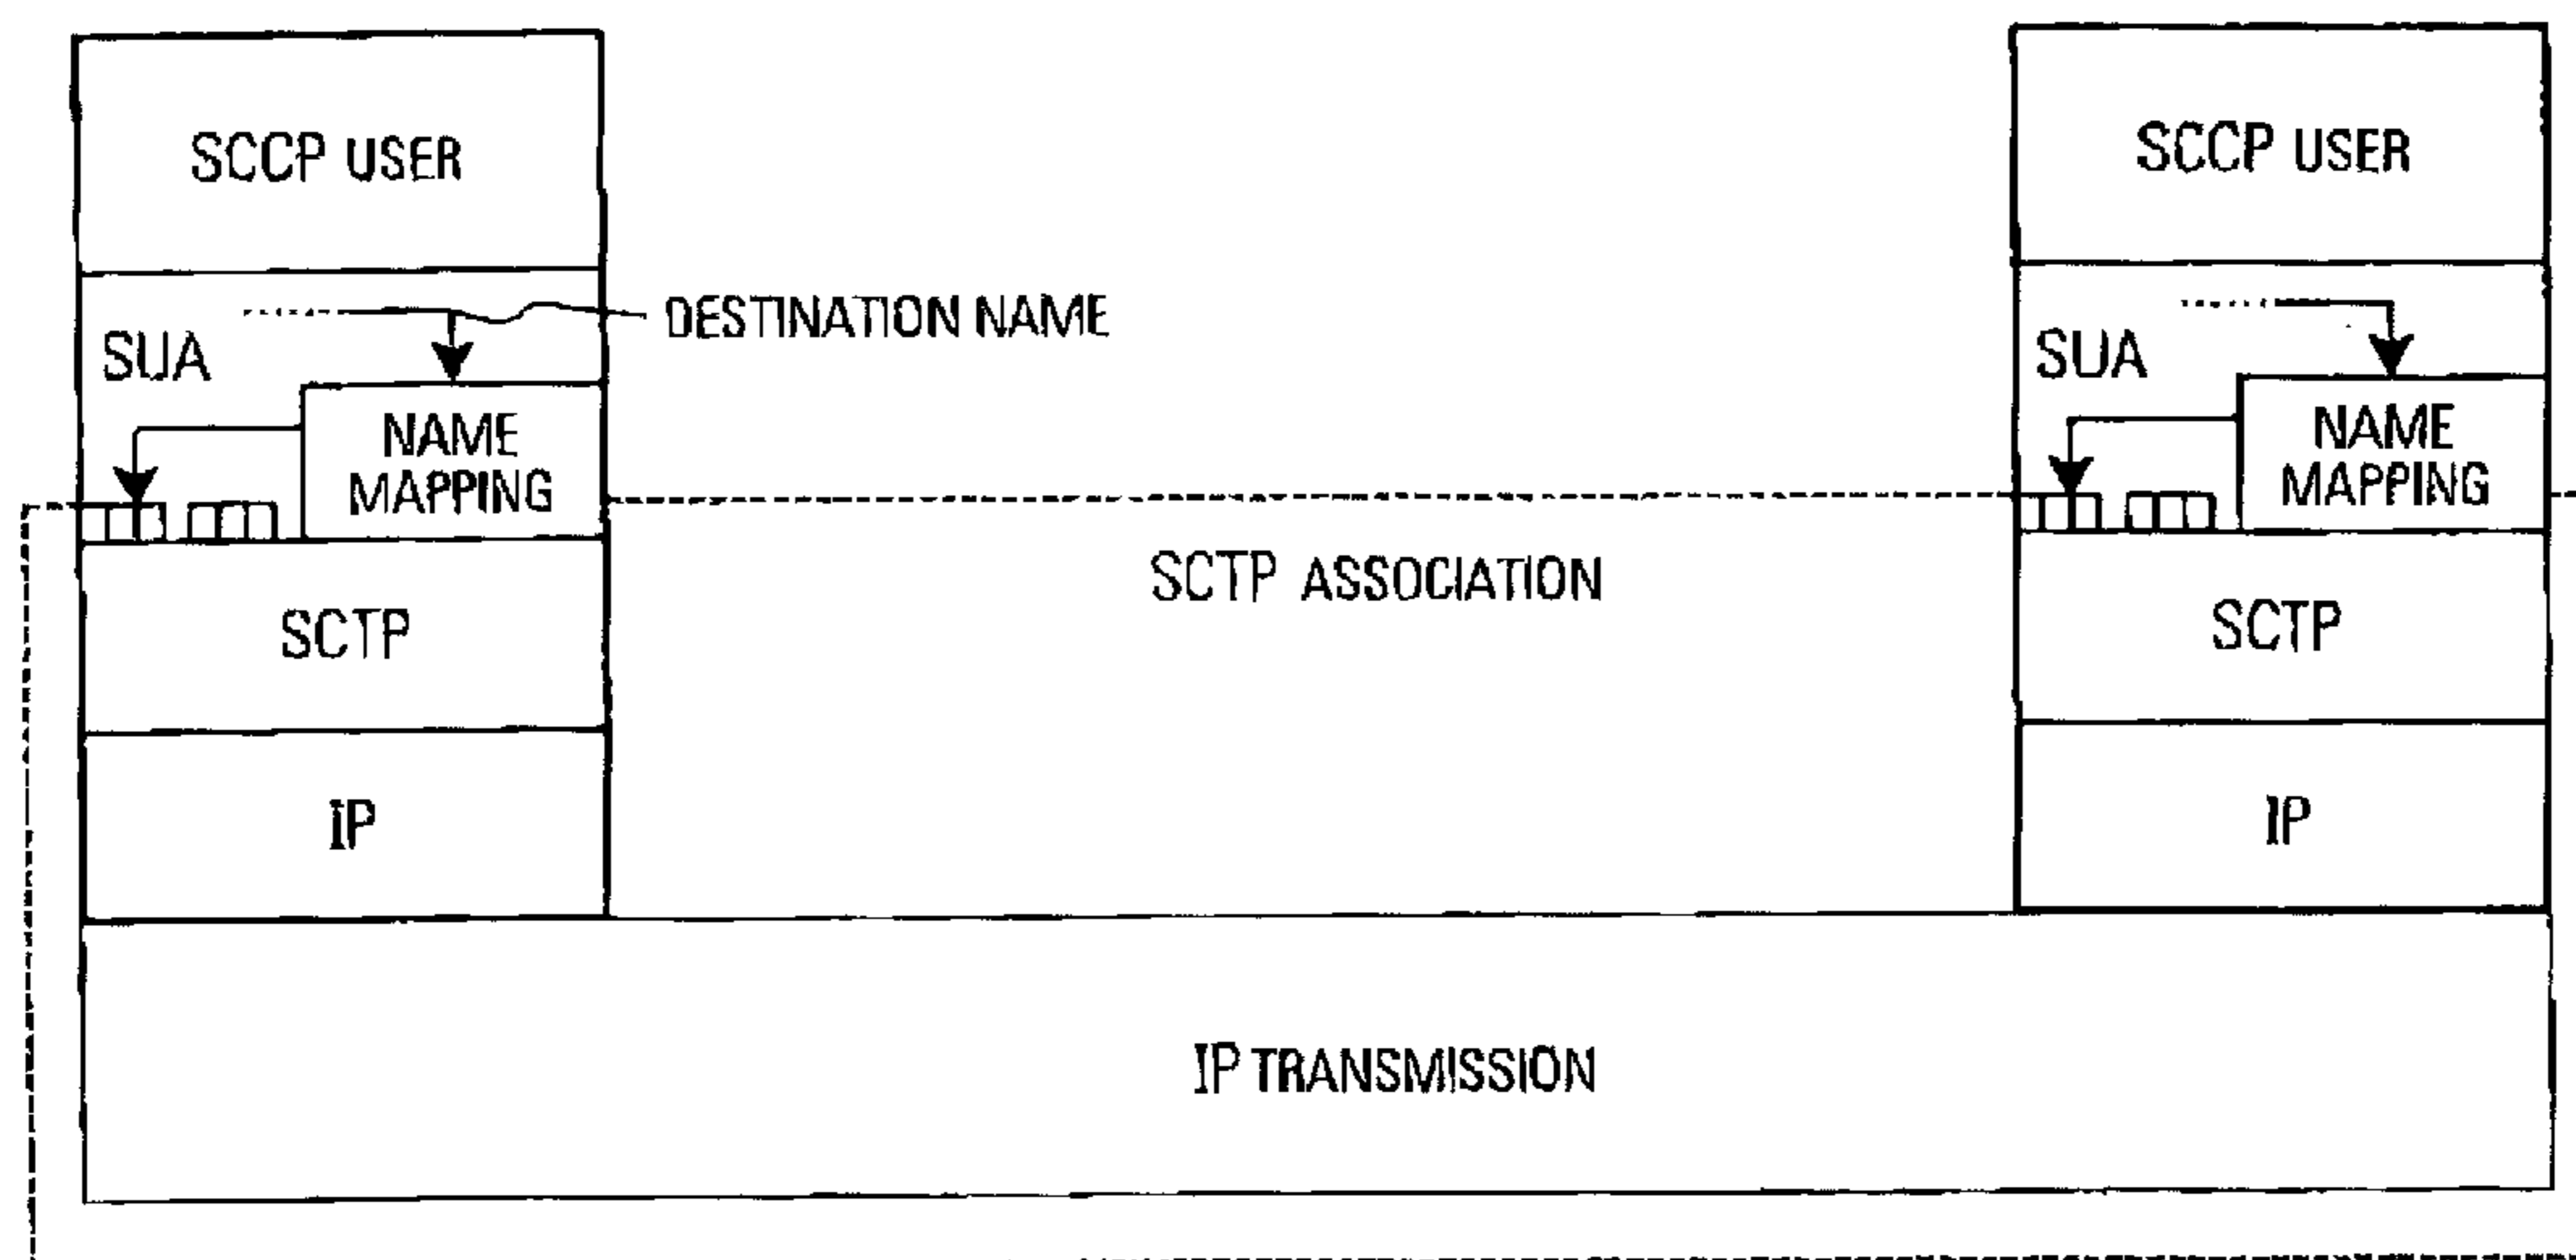 SCCP USER
SCCP USER
DESTINATION NAME
SUA
SUA
NAME
MAPPING
NAME
MAPPING
SCTP ASSOCIATION
SCTP
SCTP
IP
IP
IP TRANSMISSION